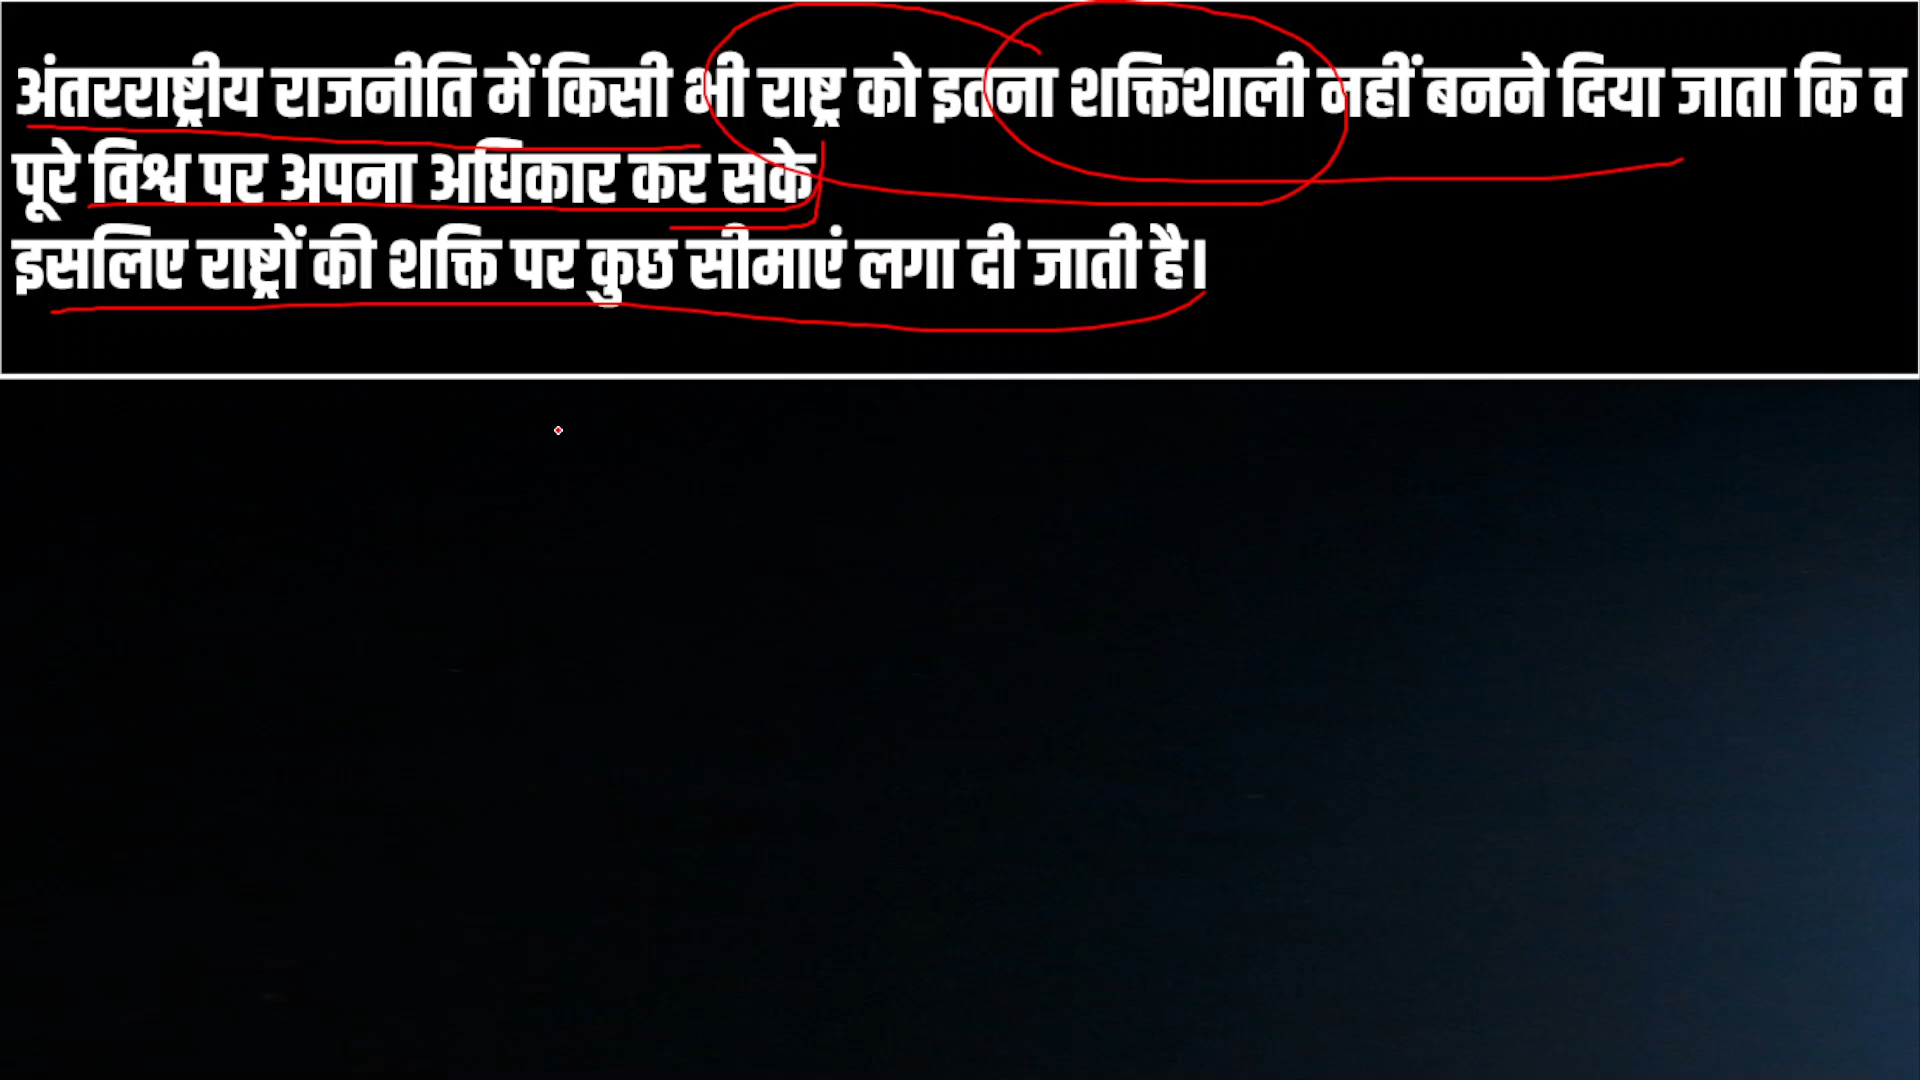 अंतरराष्ट्रीय राजनीति में किसी भी राष्ट्र को इतना शक्तिशाली नहीं बनने दिया जाता कि व
पूरे विश्व पर अपना अधिकार कर सके
इसलिए राष्ट्रों की शक्ति पर कुछ सीमाएं लगा दी जाती है।